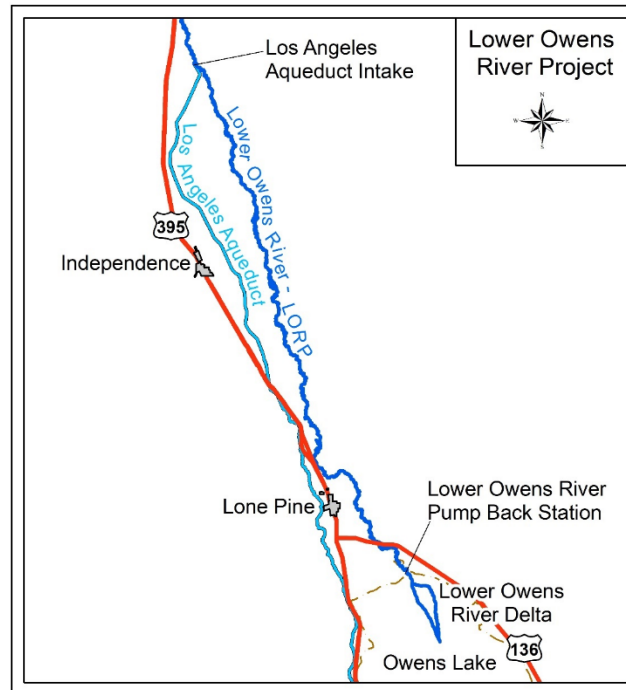 Lower Owens
River Project
N
W
E
S
Los Angeles
Aqueduct Intake
Lower Owens River - LORP
Los Angeles Aqueduct
395
Independence
Lone Pine
Lower Owens River
Pump Back Station
Lower Owens
River Delta
136
Owens Lake